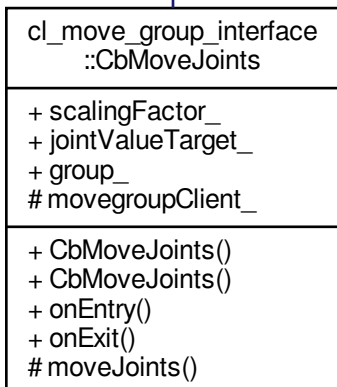 cl_move_group_interface
::CbMoveJoints
+ scalingFactor_
+ jointValueTarget_
+ group_
# movegroupClient_
+ CbMoveJoints()
+ CbMoveJoints()
+ onEntry()
+ onExit()
# moveJoints()